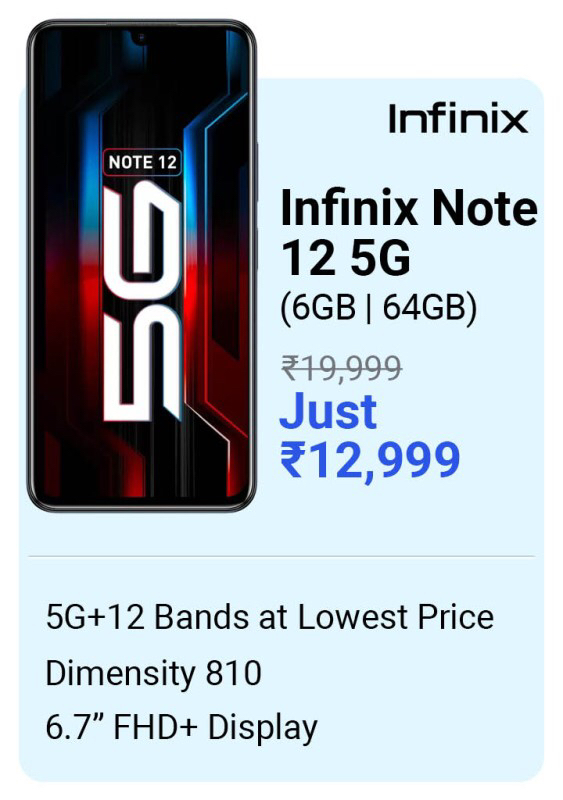 NOTE 12
5G
Infinix
Infinix Note
12 5G
(6GB | 64GB)
₹19,999
Just
₹12,999
5G+12 Bands at Lowest Price
Dimensity 810
6.7” FHD+ Display